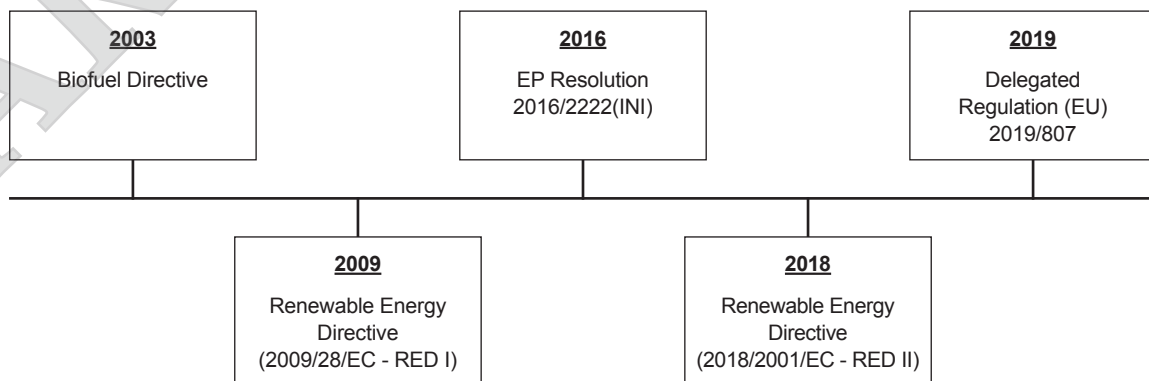 2003
Biofuel Directive
2016
EP Resolution
2016/2222(INI)
2019
Delegated
Regulation (EU)
2019/807
2009
Renewable Energy
Directive
(2009/28/EC - RED I)
2018
Renewable Energy
Directive
(2018/2001/EC - RED II)